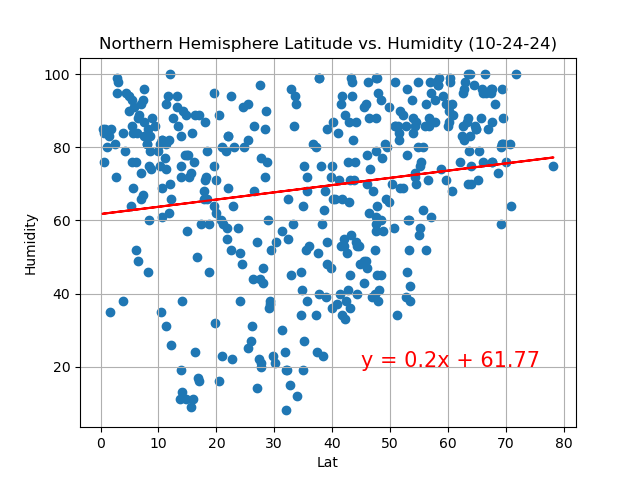 Northern Hemisphere Latitude vs. Humidity (10-24-24)
100
80
60
40
20
Humidity
y = 0.2x + 61.77
0 10 20 30 40 50 60 70 80
Lat